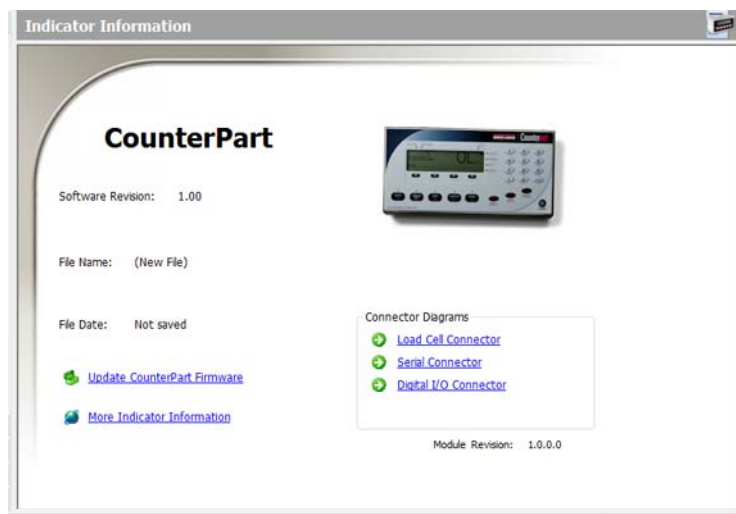 Indicator Information
CounterPart
Software Revision: 1.00
File Name: (New File)
File Date: Not saved
Update CounterPart Firmware
More Indicator Information
Connector Diagrams
Load Cell Connector
Serial Connector
Digital I/O Connector
Module Revision: 1.0.0.0